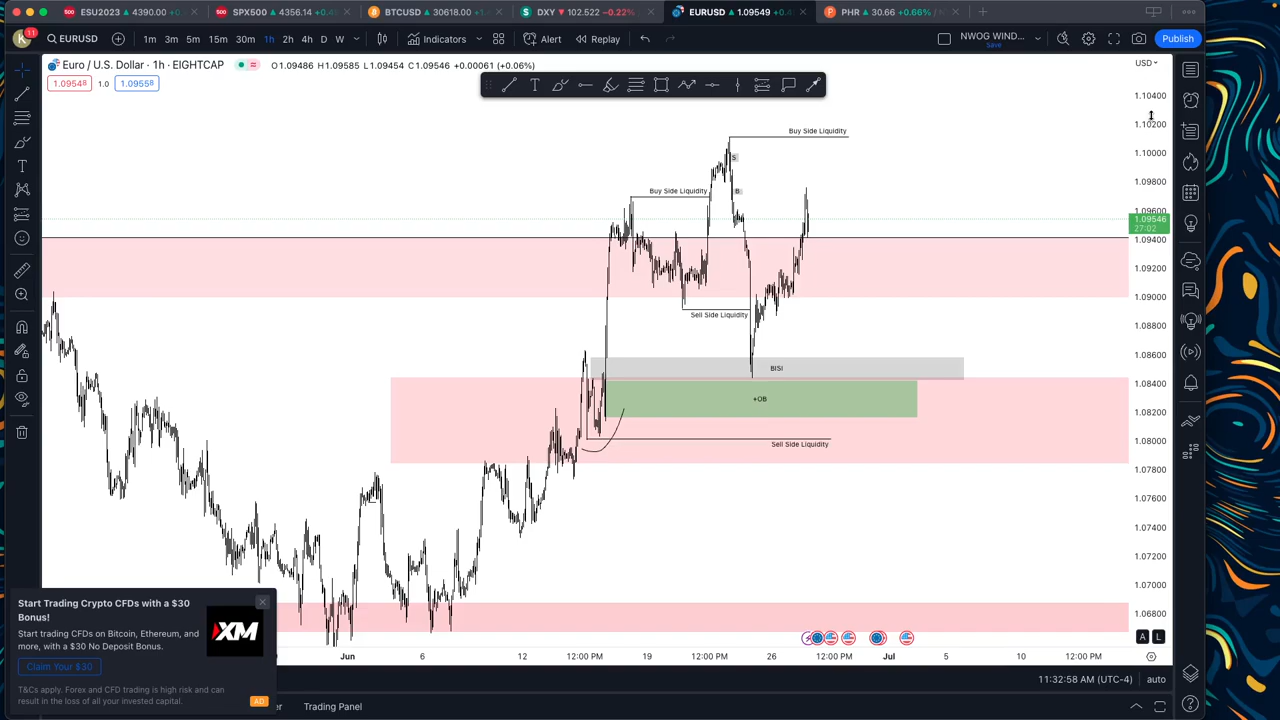 ESU2023 4390.00 +0
SPX500 4356.14 +0.4
BTCUSD 30618.00 +1
DXY 102.522 −0.22%
EURUSD 1.09549 +0.4
PHR 30.66 +0.66%
11
EURUSD 1m 3m 5m 15m 30m 1h 2h 4h D W Indicators Alert Replay
NWOG WIND...
Save
Publish
Euro / U.S. Dollar · 1h · EIGHTCAP O1.09486 H1.09585 L1.09454 C1.09546 +0.00061 (+0.06%)
1.09548 1.0 1.09558
USD
1.10400
1.10200
1.10000
1.09800
1.09600
1.09546
27:02
1.09400
1.09200
1.09000
1.08800
1.08600
1.08400
1.08200
1.08000
1.07800
1.07600
1.07400
1.07200
1.07000
1.06800
Buy Side Liquidity
S
Buy Side Liquidity
B
Sell Side Liquidity
BISI
+OB
Sell Side Liquidity
Start Trading Crypto CFDs with a $30
Bonus!
Start trading CFDs on Bitcoin, Ethereum, and
more, with a $30 No Deposit Bonus.
XM
Claim Your $30
T&Cs apply. Forex and CFD trading is high risk and can
result in the loss of all your invested capital.
AD
A L
Jun 6 12 12:00 PM 19 12:00 PM 26 12:00 PM Jul 5 10 12:00 PM
11:32:58 AM (UTC-4) auto
Trading Panel